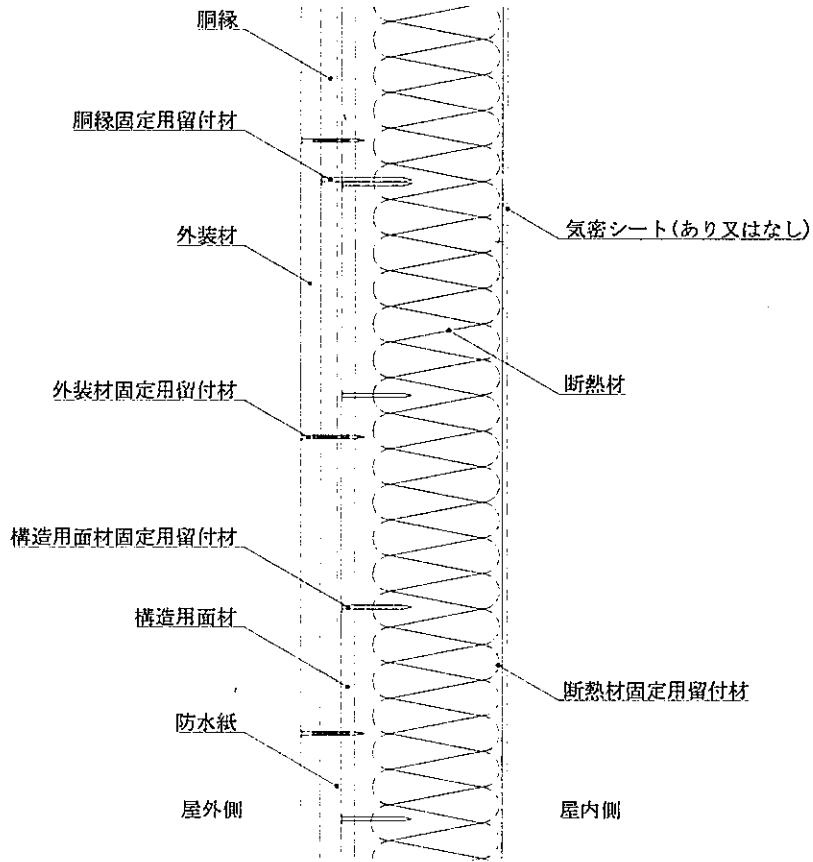 胴縁
胴縁固定用留付材
外装材
外装材固定用留付材
構造用面材固定用留付材
構造用面材
防水紙
屋外側
気密シート(あり又はなし)
断熱材
断熱材固定用留付材
屋内側